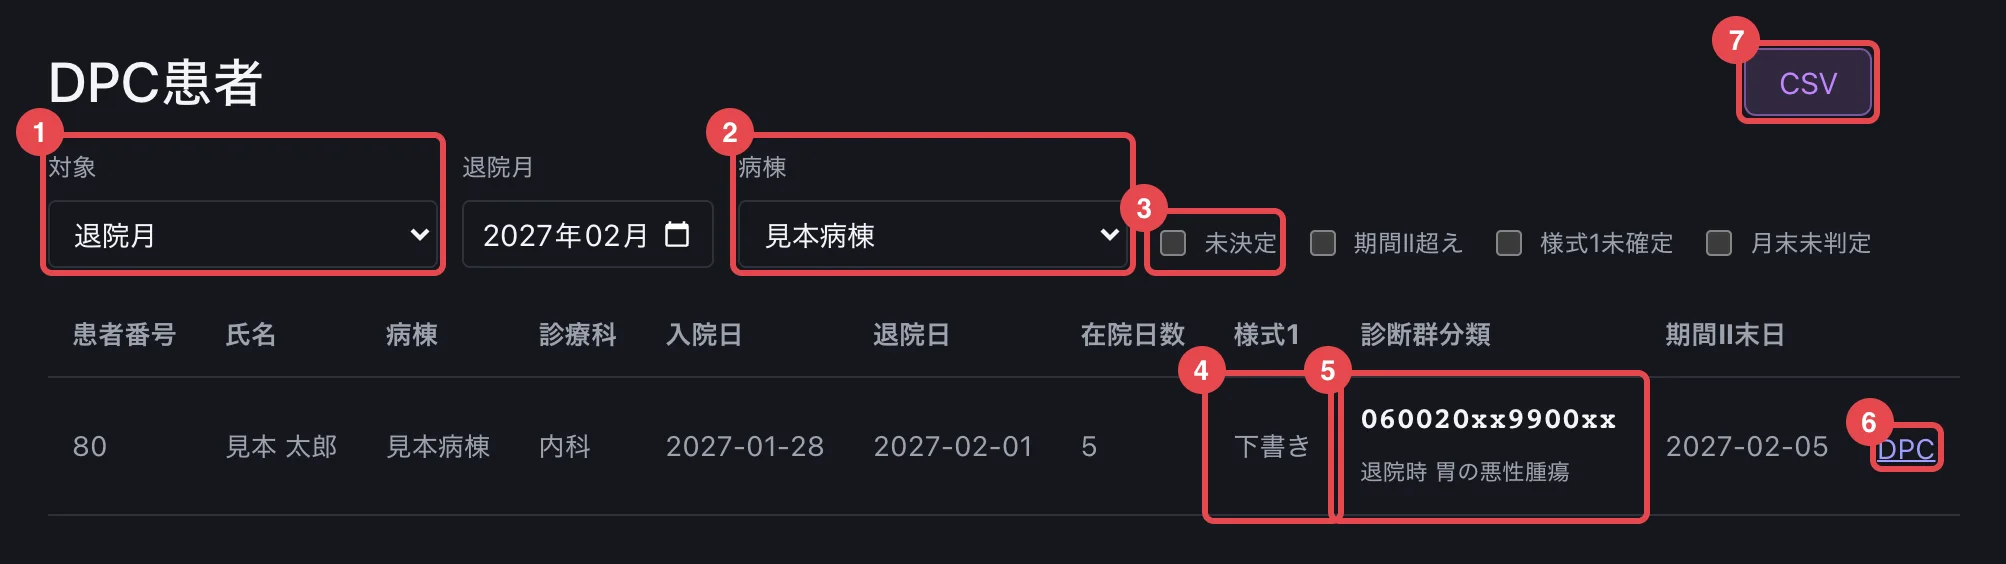 DPC患者
7
CSV
1
対象
退院月
2
病棟
退院月
2027年02月
見本病棟
3
未決定
期間II超え
様式1未確定
月末未判定
患者番号 氏名 病棟 診療科 入院日 退院日 在院日数 様式1 診断群分類 期間II末日
4
5
80 見本 太郎 見本病棟 内科 2027-01-28 2027-02-01 5 下書き
060020xx9900xx
退院時 胃の悪性腫瘍
2027-02-05
6
DPC